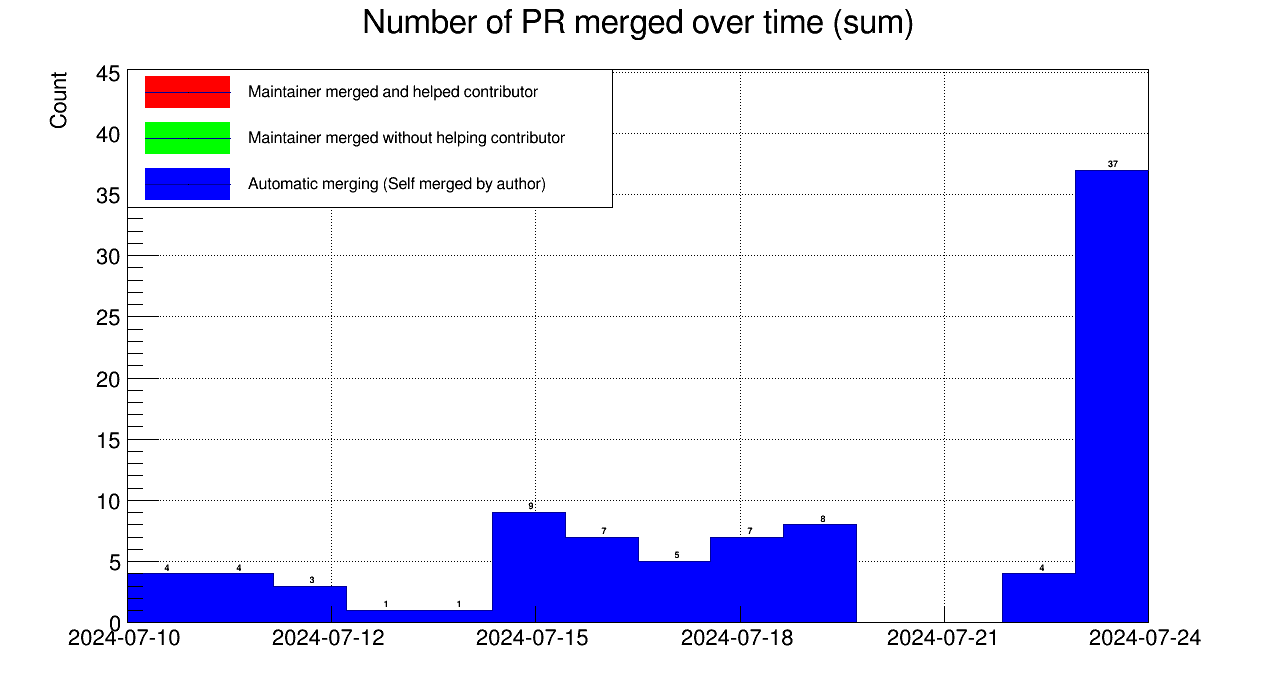 Number of PR merged over time (sum)
Count
Maintainer merged and helped contributor
Maintainer merged without helping contributor
Automatic merging (Self merged by author)
45
40
35
30
25
20
15
10
5
0
4 4 3 1 1 9 7 5 7 8 4 37
2024-07-10 2024-07-12 2024-07-15 2024-07-18 2024-07-21 2024-07-24